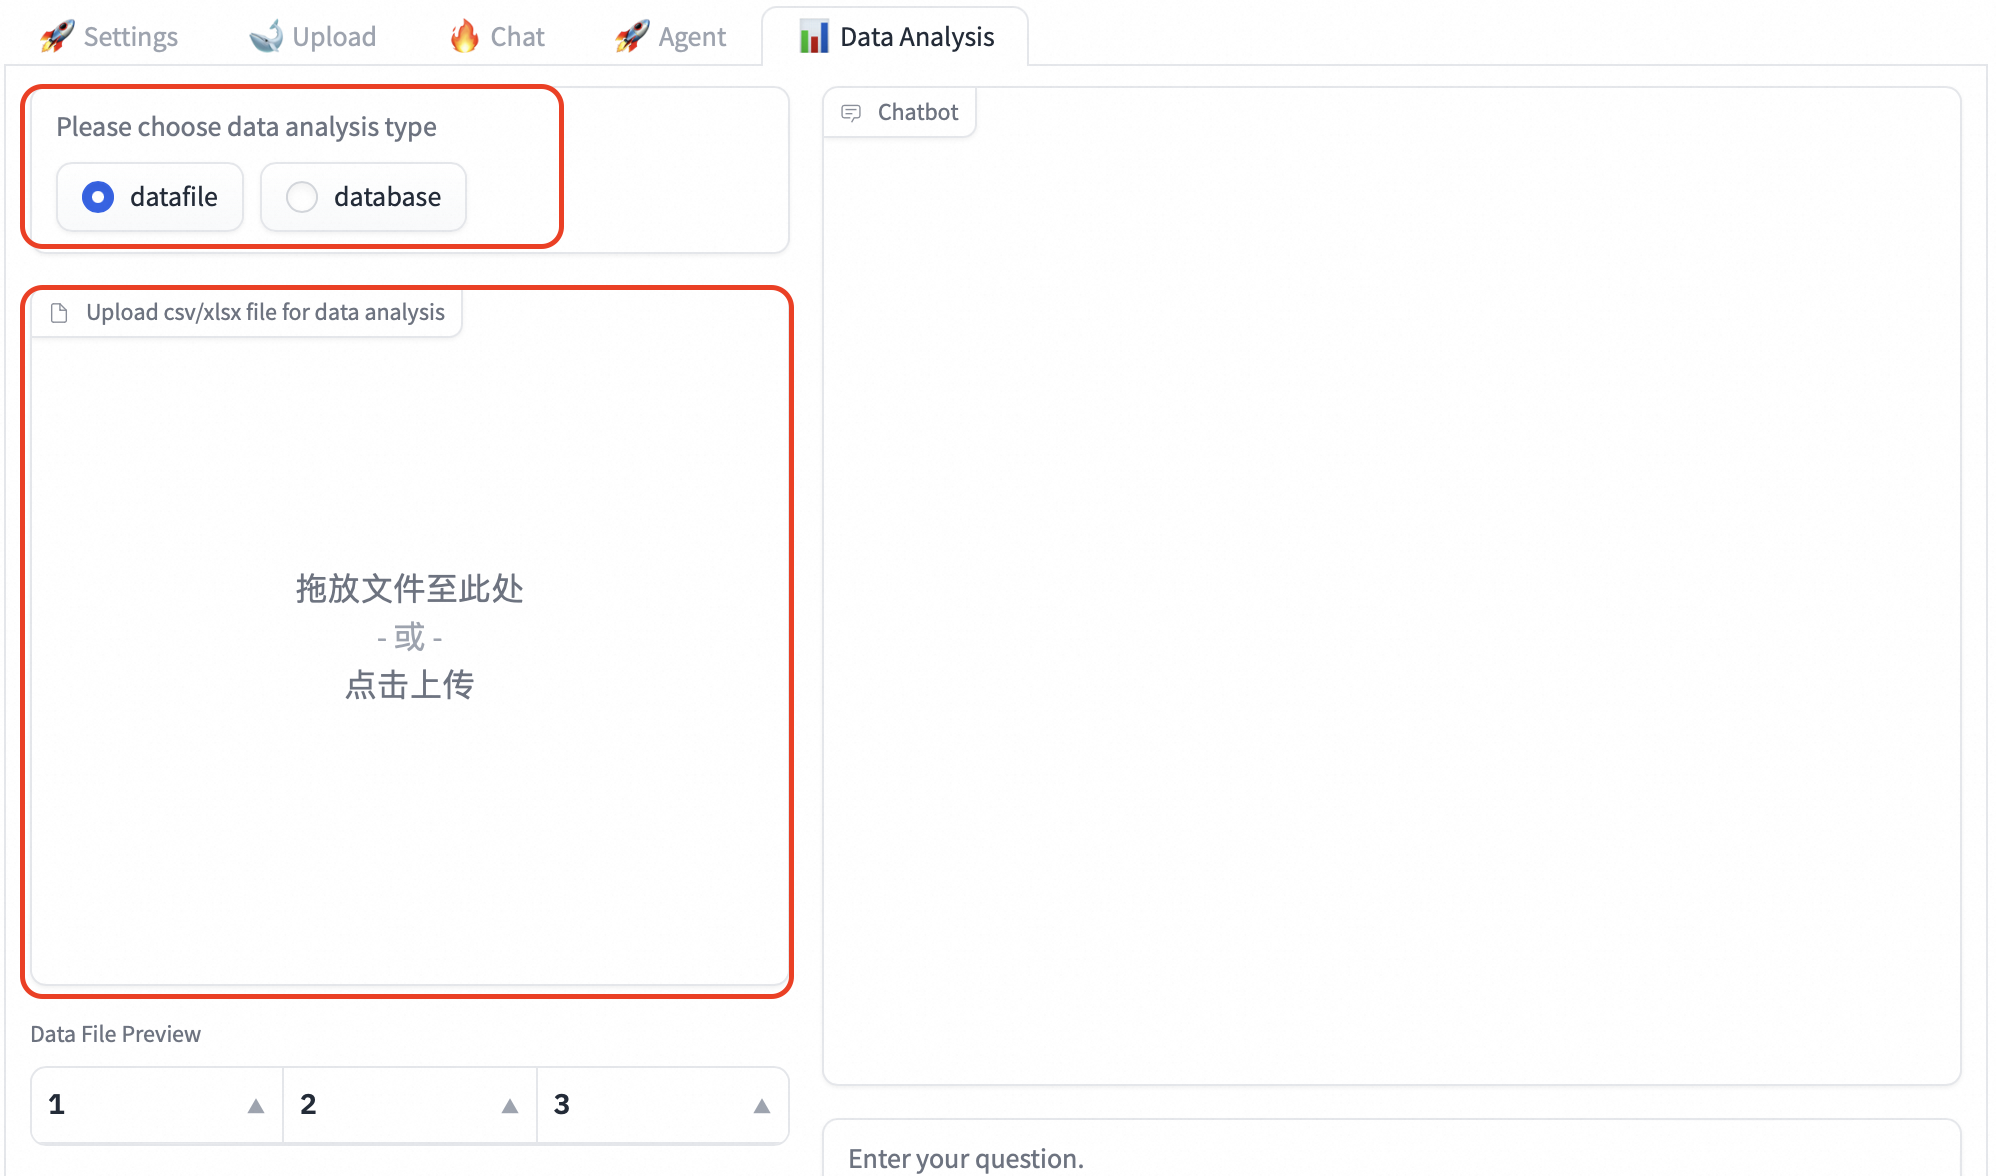 Settings
Upload
Chat
Agent
Data Analysis
Please choose data analysis type
datafile
database
Upload csv/xlsx file for data analysis
拖放文件至此处
- 或 -
点击上传
Data File Preview
1
2
3
Chatbot
Enter your question.